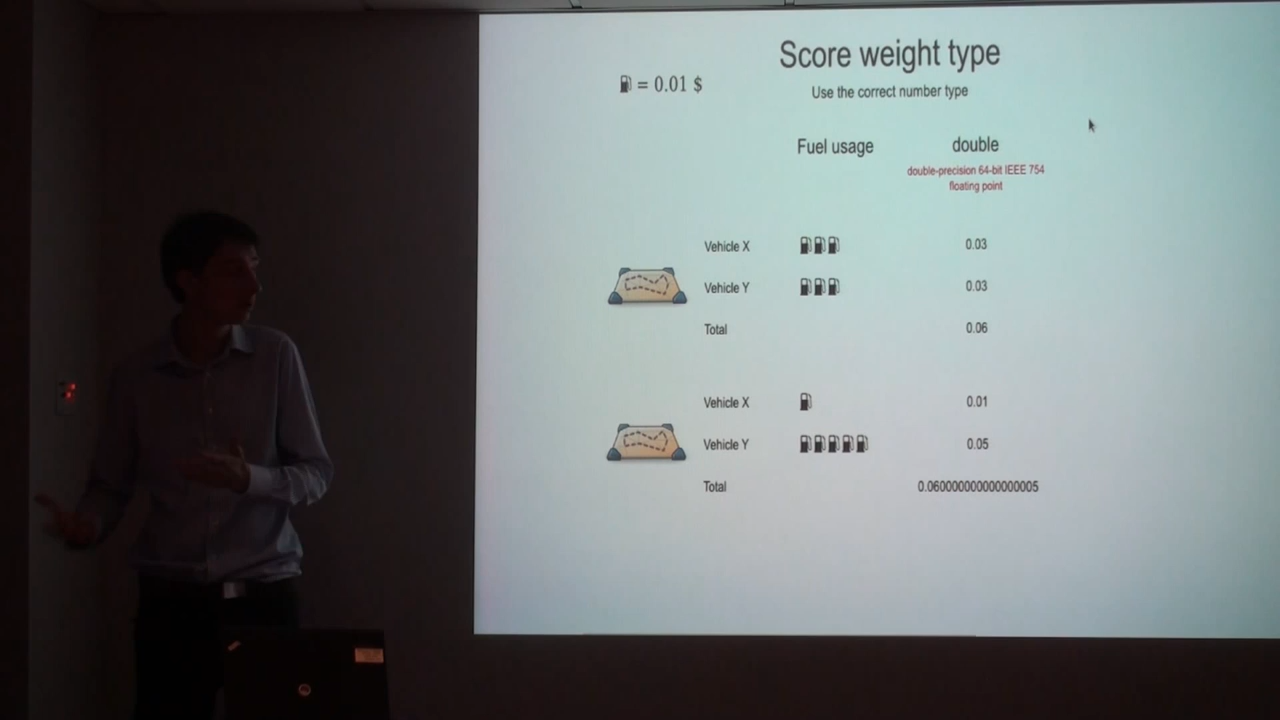 Score weight type
= 0.01 $
Use the correct number type
Fuel usage double
double-precision 64-bit IEEE 754
floating point
Vehicle X 0.03
Vehicle Y 0.03
Total 0.06
Vehicle X 0.01
Vehicle Y 0.05
Total 0.060000000000000005